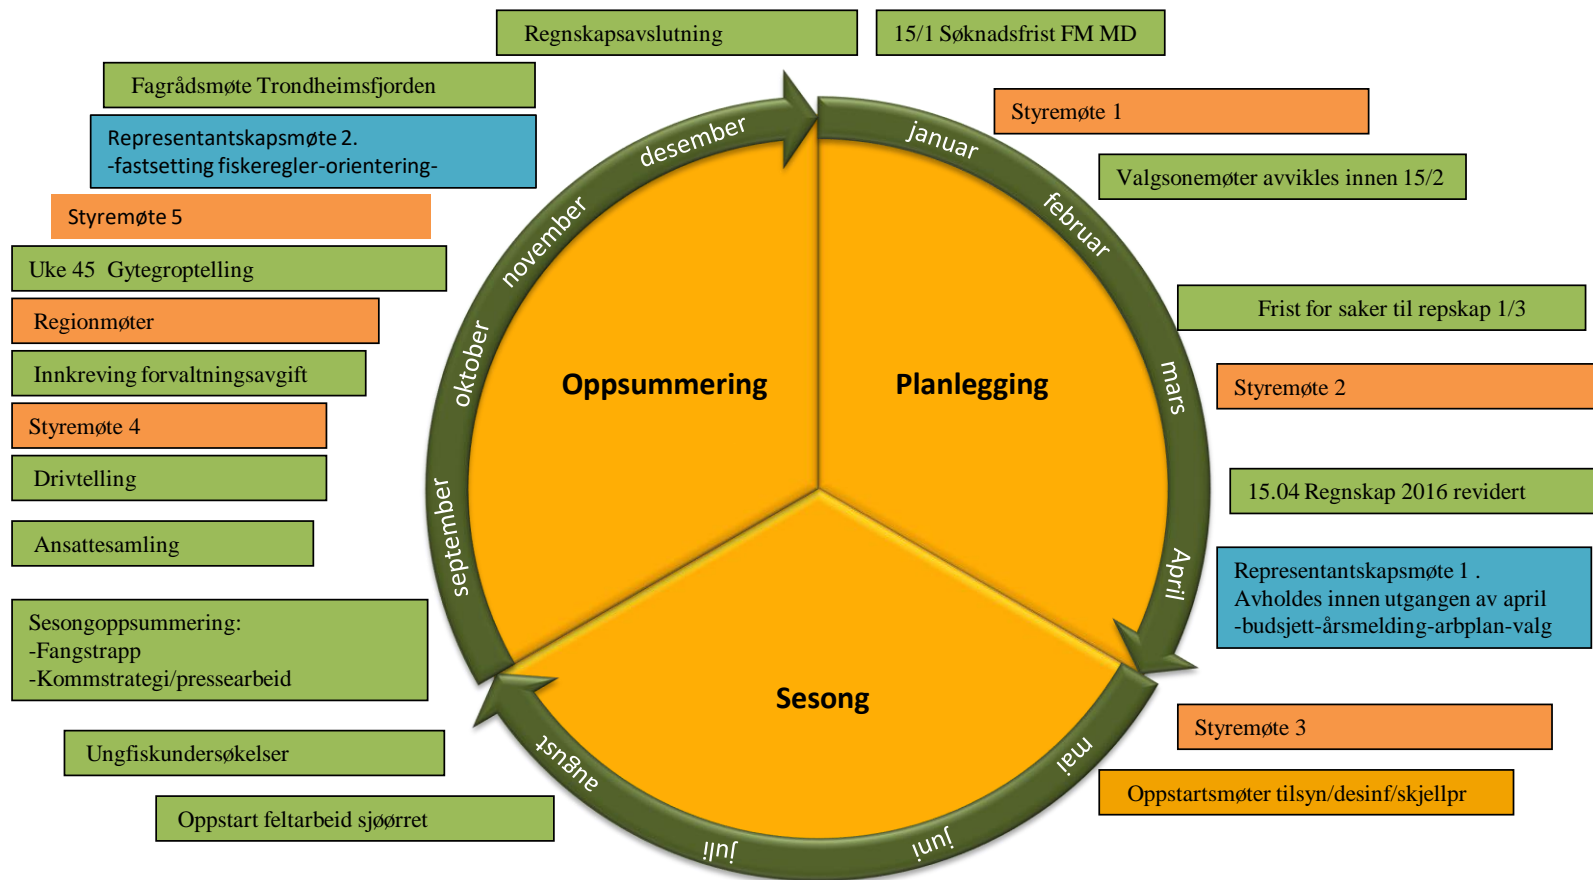 Regnskapsavslutning
15/1 Søknadsfrist FM MD
Fagrådsmøte Trondheimsfjorden
Styremøte 1
Representantskapsmøte 2.
-fastsetting fiskeregler-orientering-
Valgsonemøter avvikles innen 15/2
Styremøte 5
Uke 45 Gytegroptelling
Regionmøter
Frist for saker til repskap 1/3
Innkreving forvaltningsavgift
Styremøte 2
Styremøte 4
Drivtelling
15.04 Regnskap 2016 revidert
Ansattesamling
Representantskapsmøte 1 .
Avholdes innen utgangen av april
-budsjett-årsmelding-arbplan-valg
Sesongoppsummering:
-Fangstrapp
-Kommstrategi/pressearbeid
Styremøte 3
Ungfiskundersøkelser
Oppstartsmøter tilsyn/desinf/skjellpr
Oppstart feltarbeid sjøørret
januar
februar
mars
April
mai
juni
juli
august
september
oktober
november
desember
Oppsummering
Planlegging
Sesong